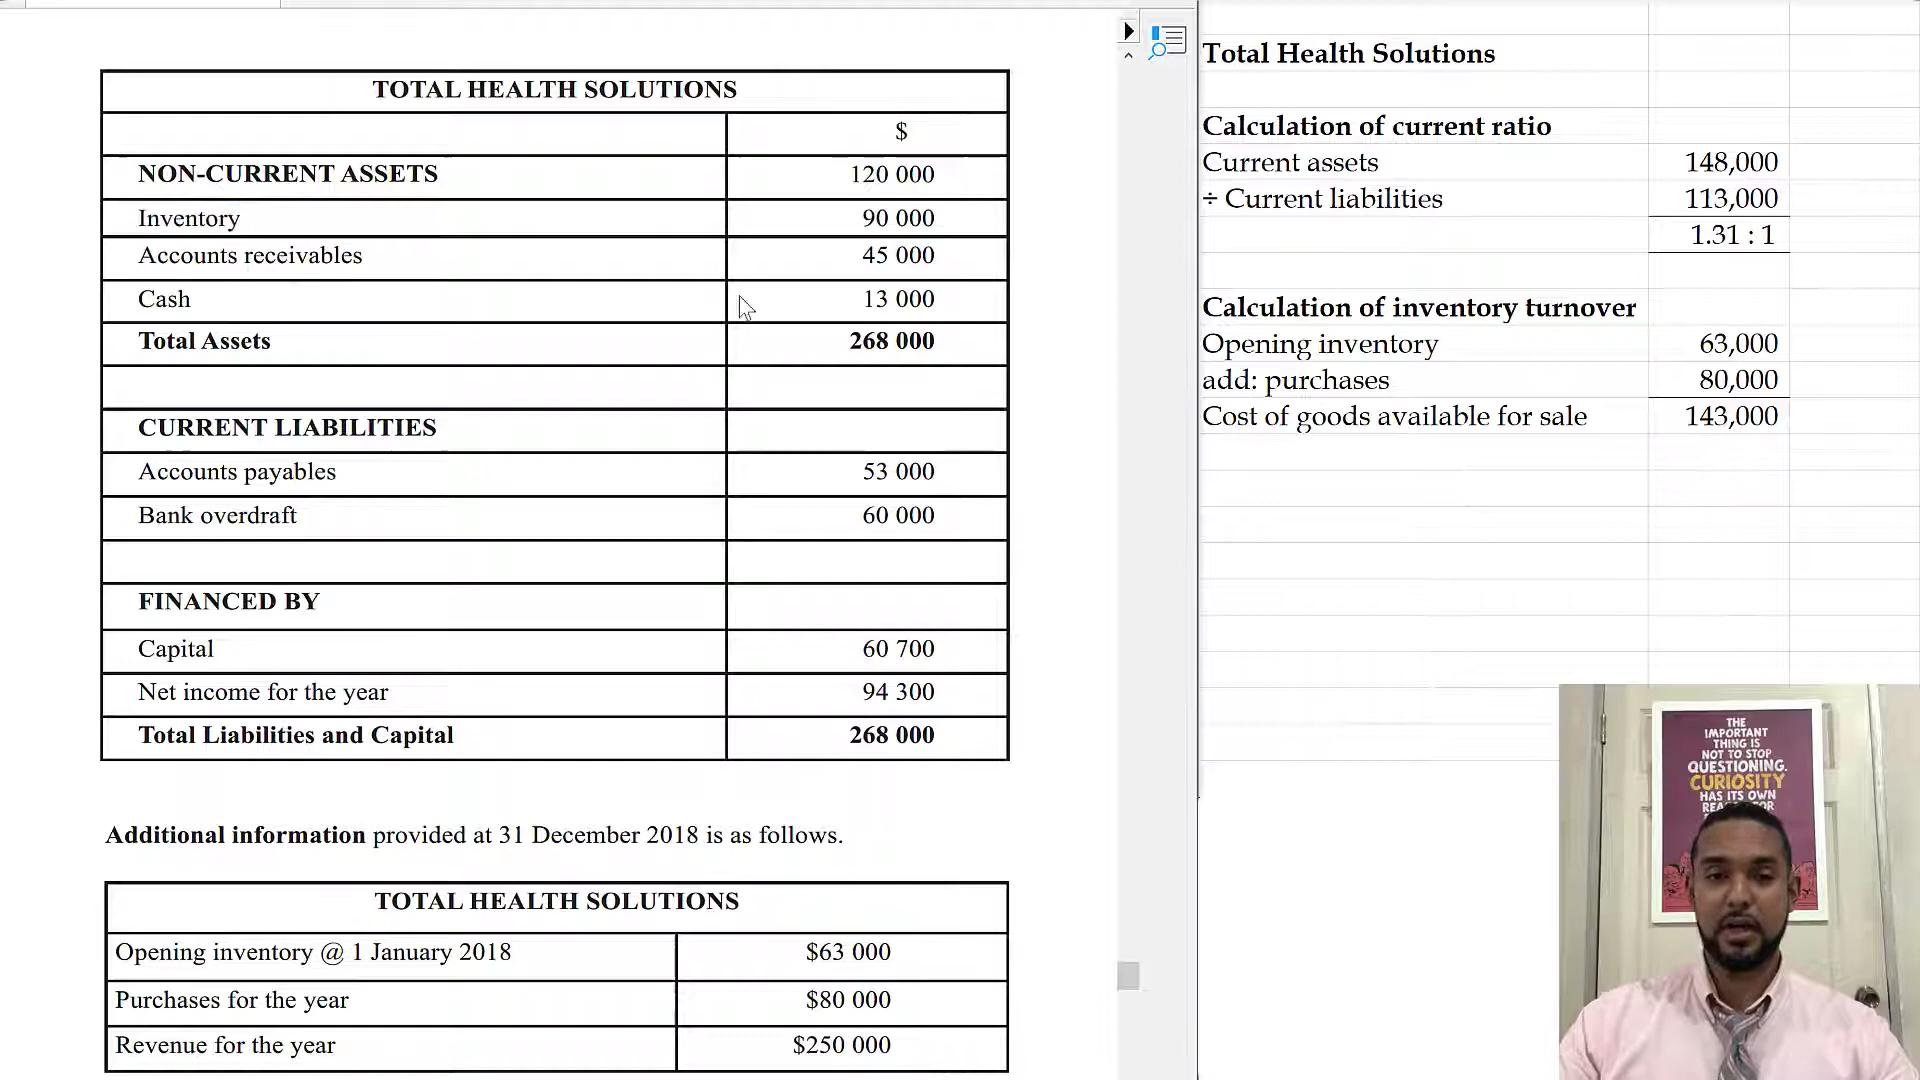 TOTAL HEALTH SOLUTIONS
$
NON-CURRENT ASSETS 120 000
Inventory 90 000
Accounts receivables 45 000
Cash 13 000
Total Assets 268 000
CURRENT LIABILITIES
Accounts payables 53 000
Bank overdraft 60 000
FINANCED BY
Capital 60 700
Net income for the year 94 300
Total Liabilities and Capital 268 000
Additional information provided at 31 December 2018 is as follows.
TOTAL HEALTH SOLUTIONS
Opening inventory @ 1 January 2018 $63 000
Purchases for the year $80 000
Revenue for the year $250 000
Total Health Solutions
Calculation of current ratio
Current assets 148,000
÷ Current liabilities 113,000
1.31 : 1
Calculation of inventory turnover
Opening inventory 63,000
add: purchases 80,000
Cost of goods available for sale 143,000
THE
IMPORTANT
THING IS
NOT TO STOP
QUESTIONING.
CURIOSITY
HAS ITS OWN